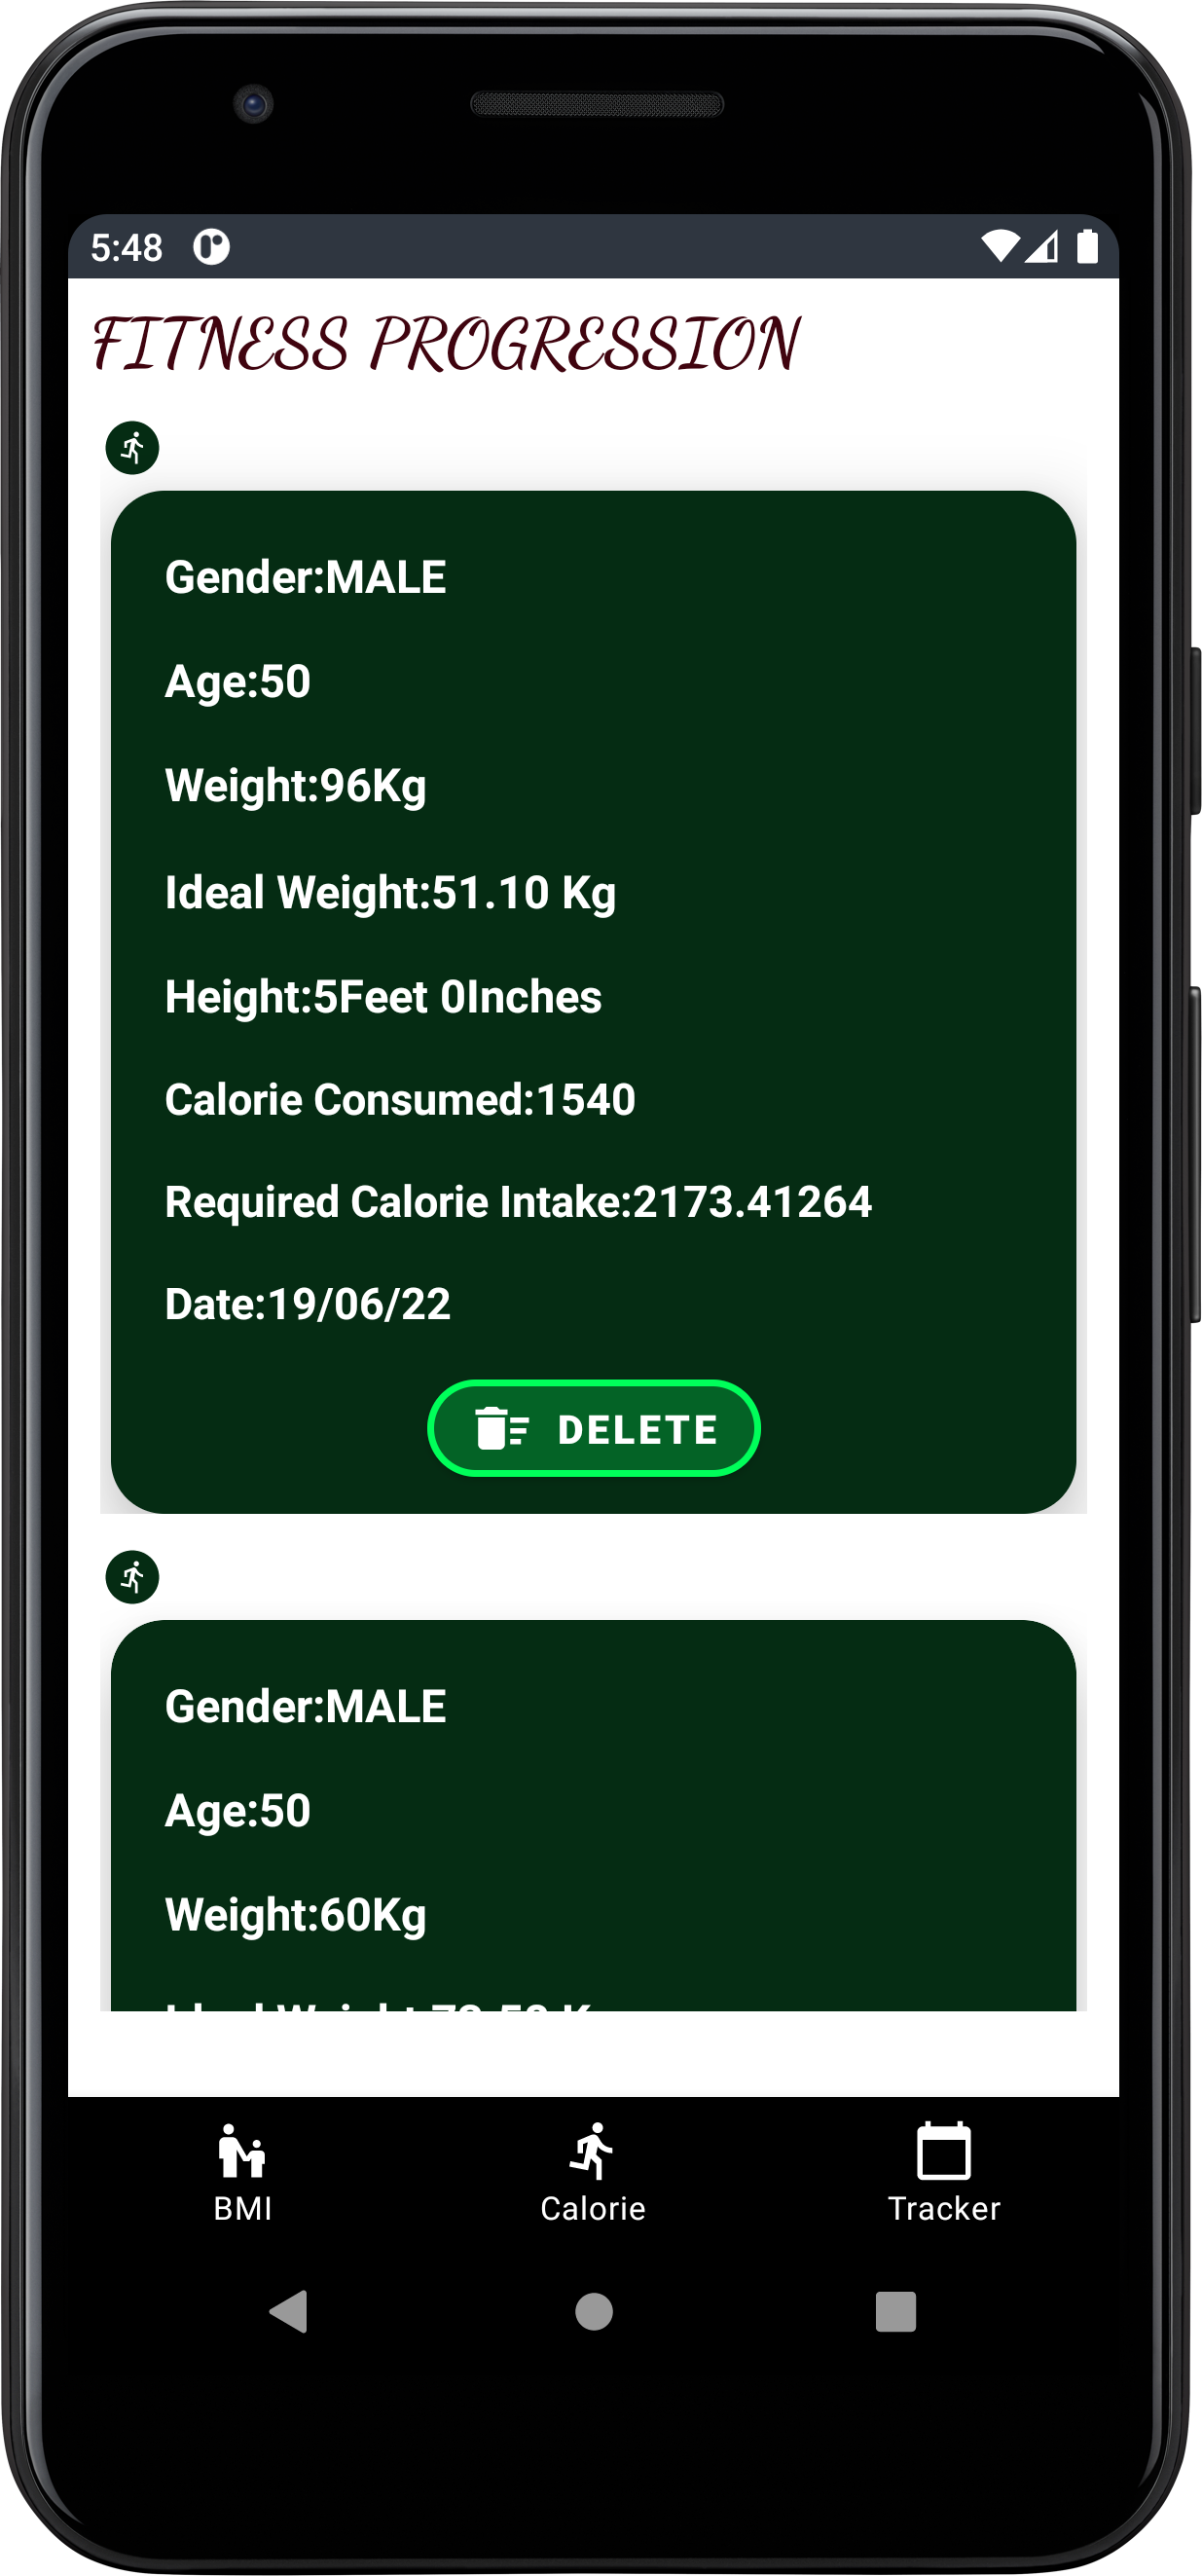 5:48
FITNESS PROGRESSION
Gender:MALE
Age:50
Weight:96Kg
Ideal Weight:51.10 Kg
Height:5Feet 0Inches
Calorie Consumed:1540
Required Calorie Intake:2173.41264
Date:19/06/22
DELETE
Gender:MALE
Age:50
Weight:60Kg
Ideal Weight
BMI
Calorie
Tracker